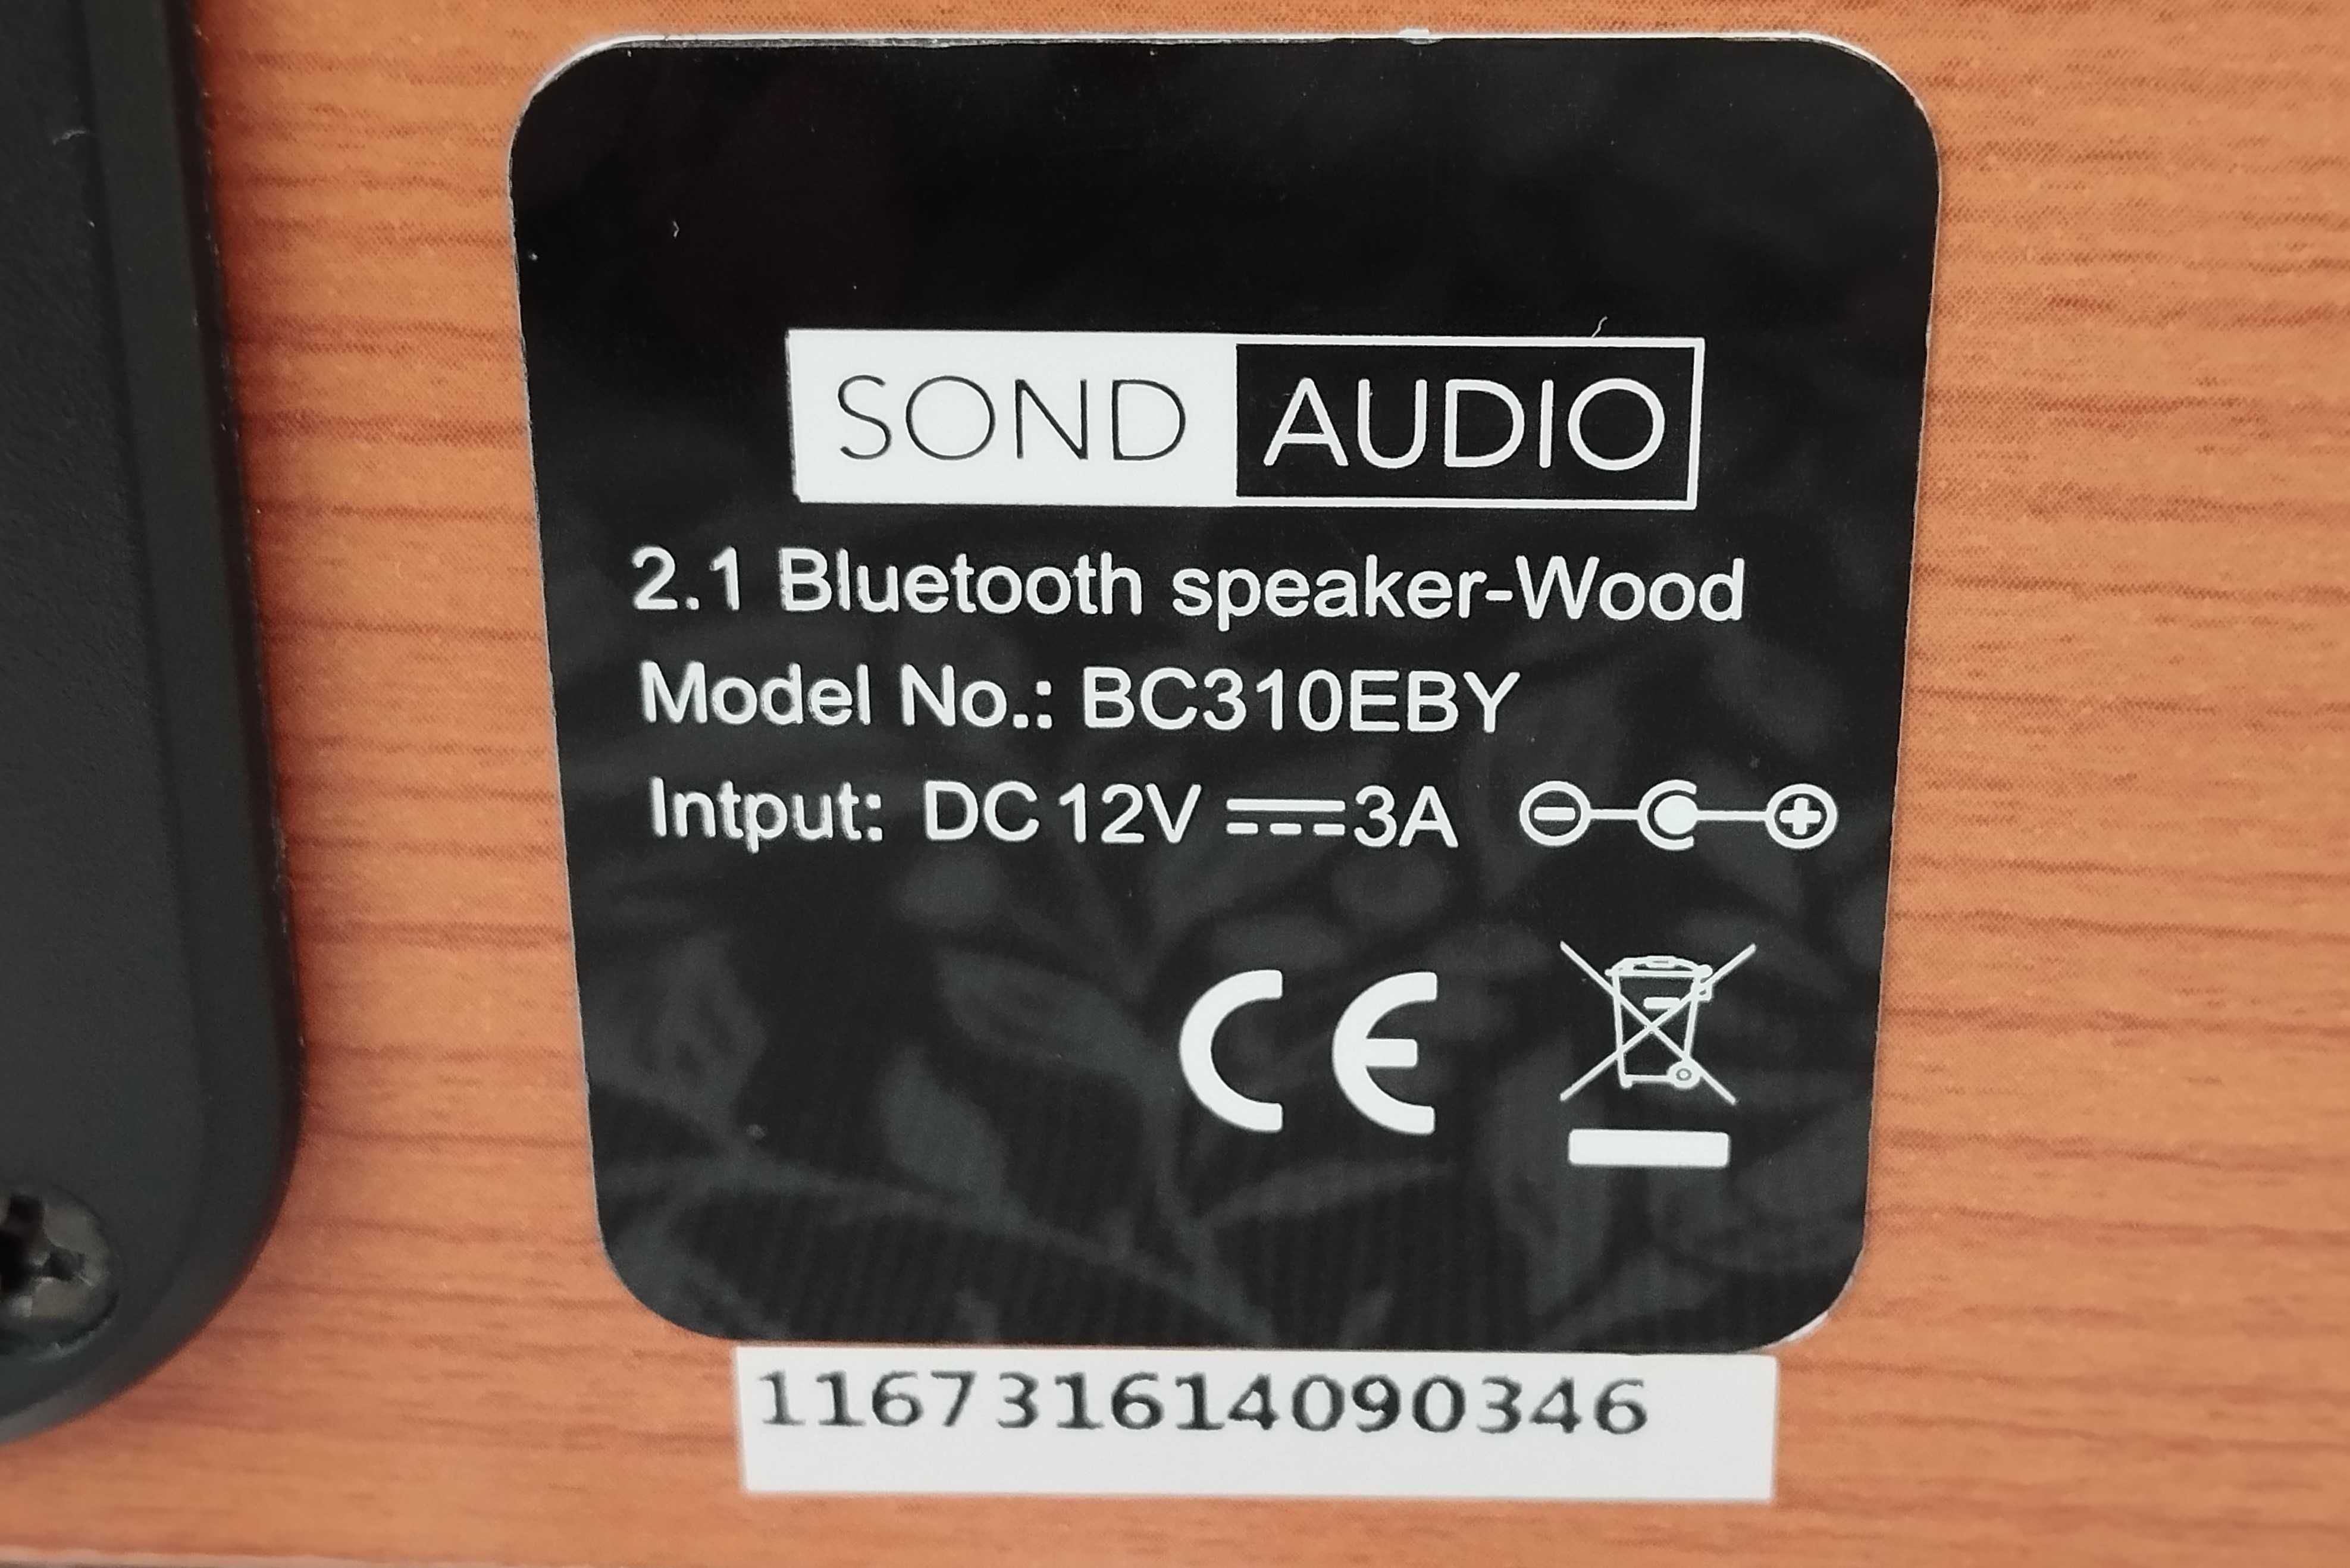 SOND AUDIO
2.1 Bluetooth speaker-Wood
Model No.: BC310EBY
Intput: DC 12V ⎓3A
CE
116731614090346